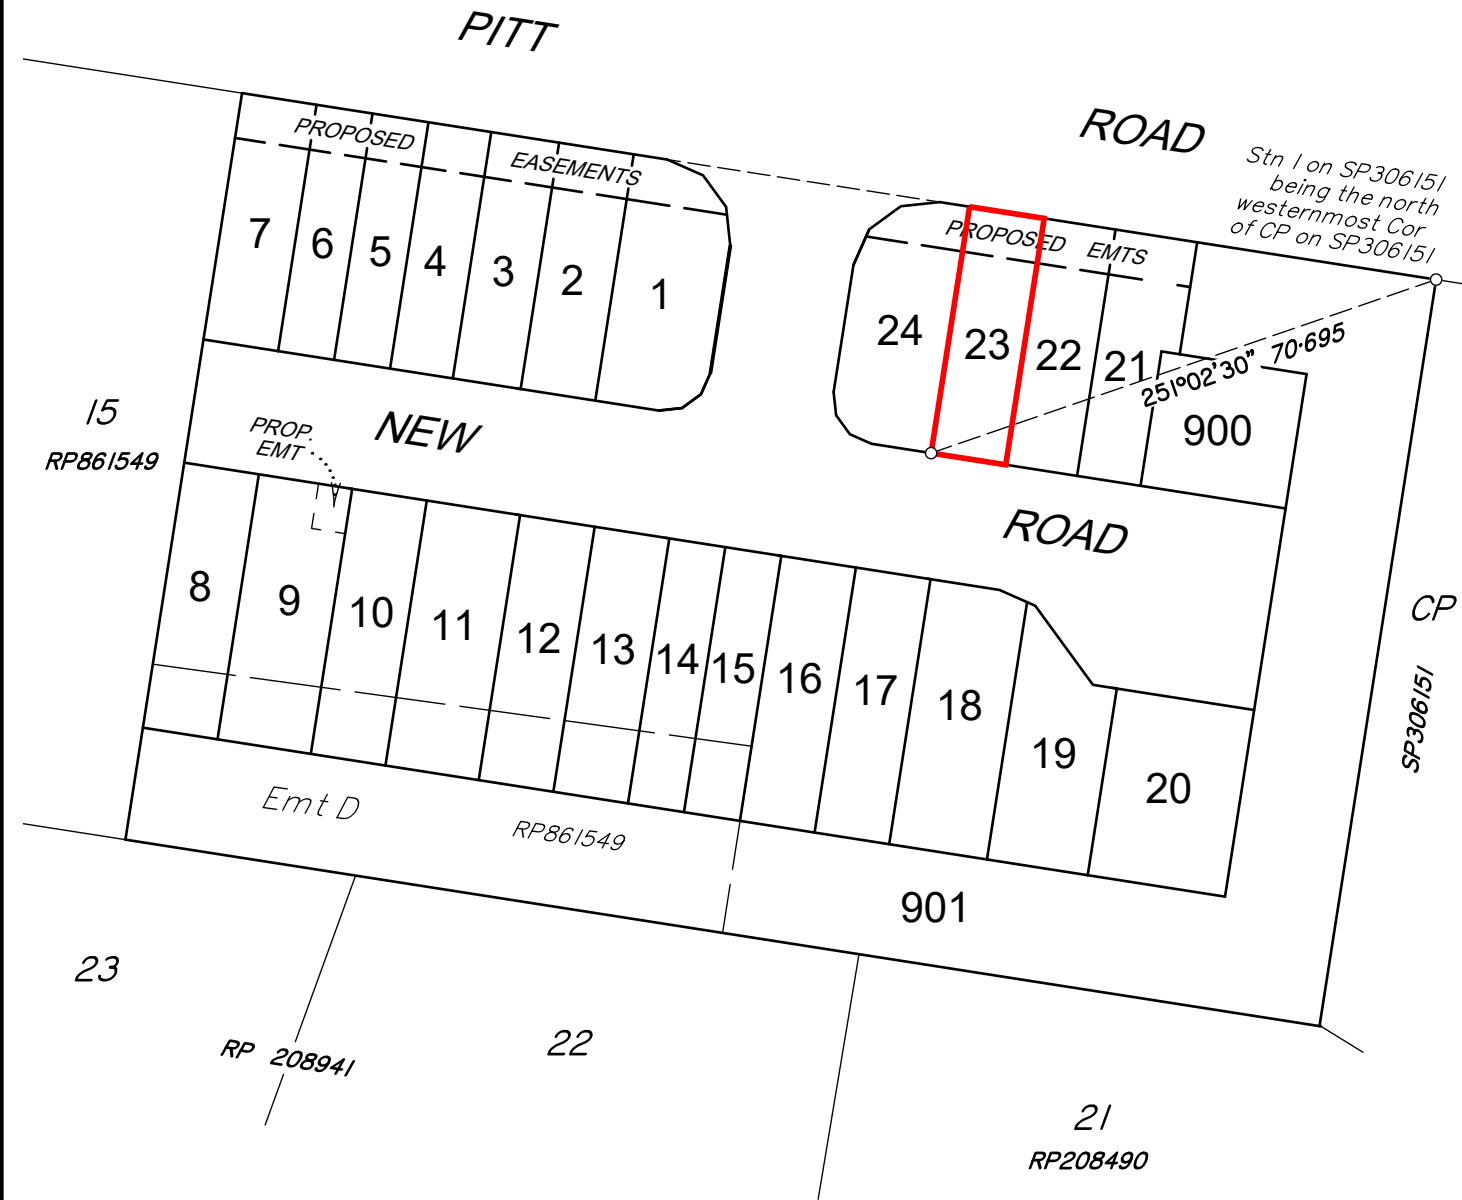 PITT
ROAD
Stn 1 on SP306151
being the north
westernmost Cor
of CP on SP306151
PROPOSED
EASEMENTS
PROPOSED EMTS
7
6
5
4
3
2
1
24
23
22
21
251°02'30" 70·695
900
15
RP861549
PROP.
EMT
NEW
ROAD
8
9
10
11
12
13
14
15
16
17
18
19
20
CP
SP306151
Emt D
RP861549
901
23
RP 208941
22
21
RP208490